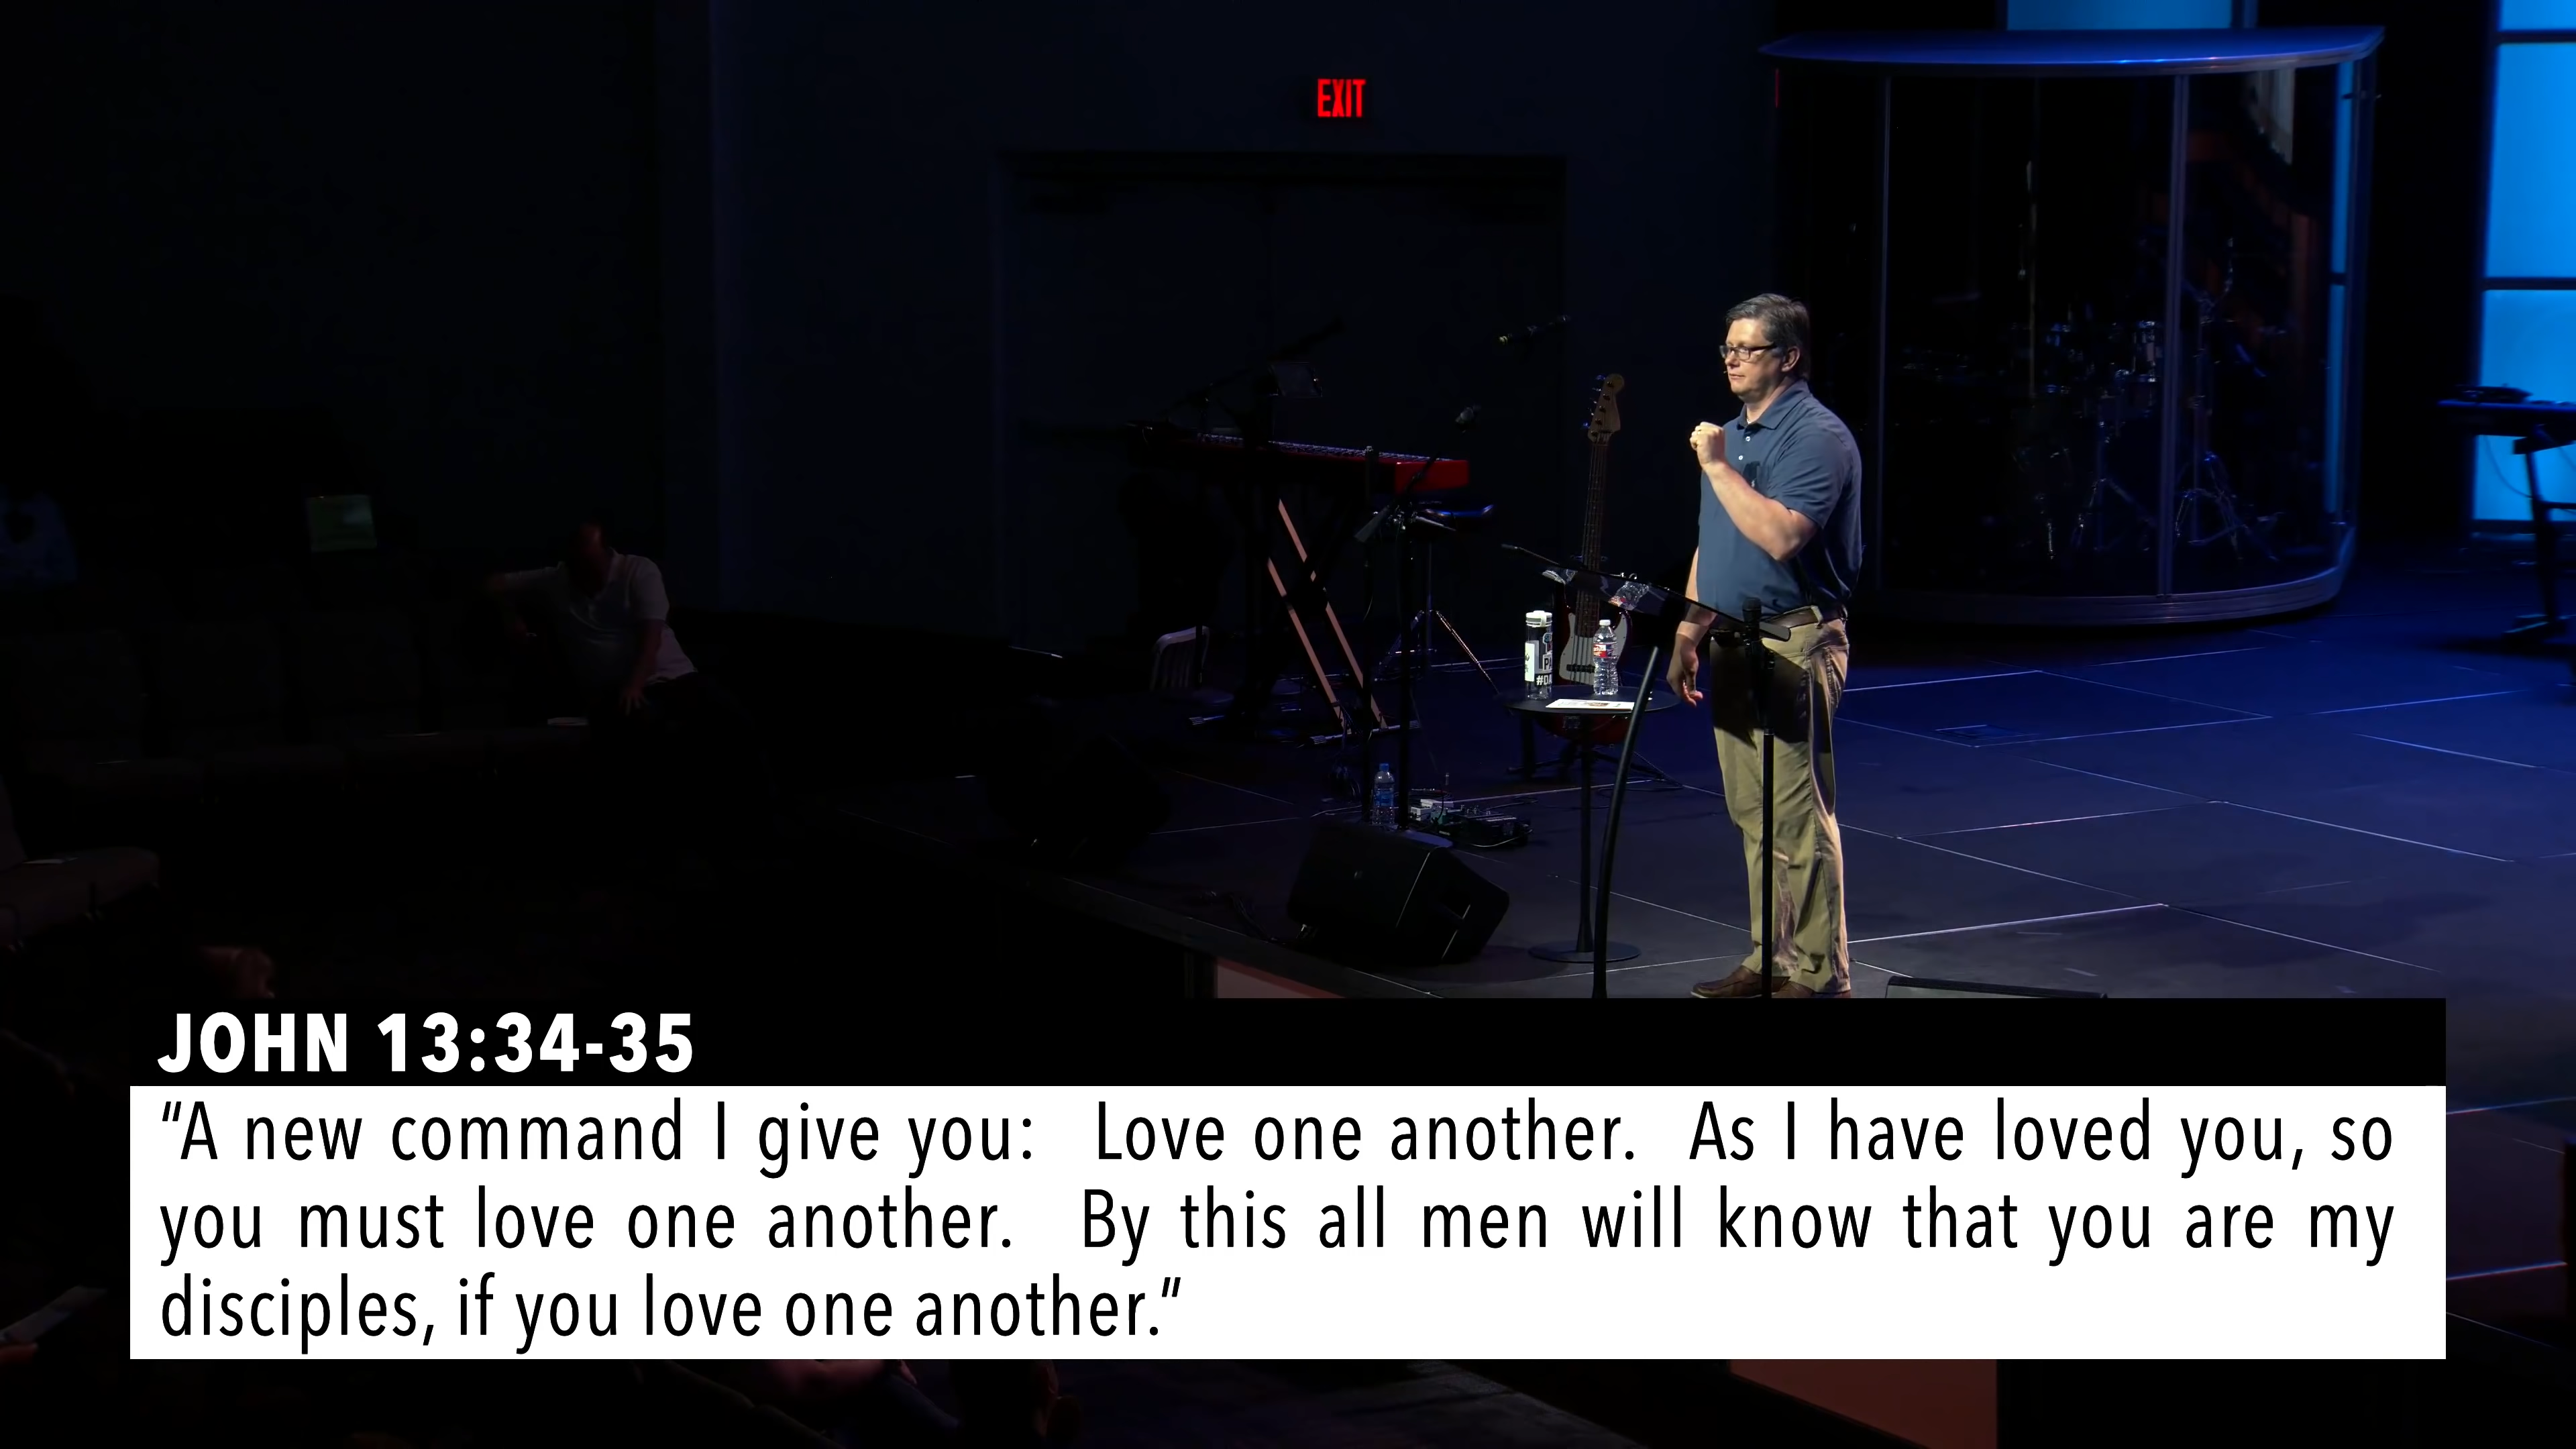 EXIT
#DA
JOHN 13:34-35
“A new command I give you: Love one another. As I have loved you, so
you must love one another. By this all men will know that you are my
disciples, if you love one another.”